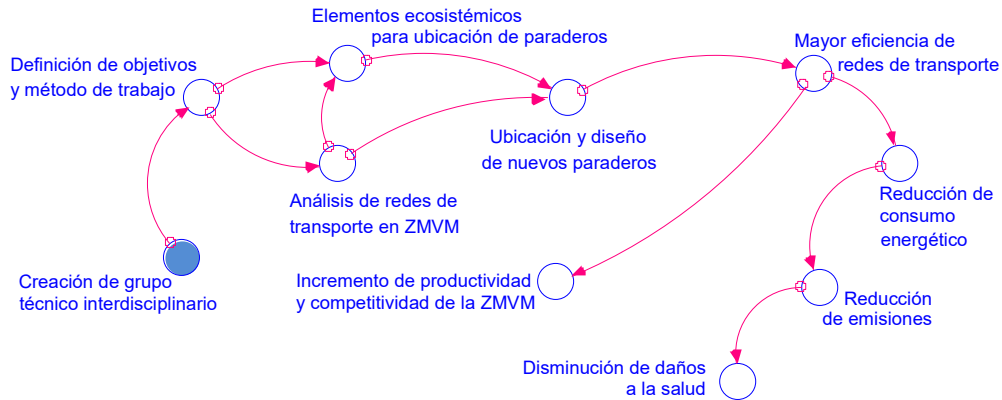 Elementos ecosistémicos
para ubicación de paraderos
Definición de objetivos
y método de trabajo
Mayor eficiencia de
redes de transporte
Ubicación y diseño
de nuevos paraderos
Análisis de redes de
transporte en ZMVM
Reducción de
consumo
energético
Creación de grupo
técnico interdisciplinario
Incremento de productividad
y competitividad de la ZMVM
Reducción
de emisiones
Disminución de daños
a la salud